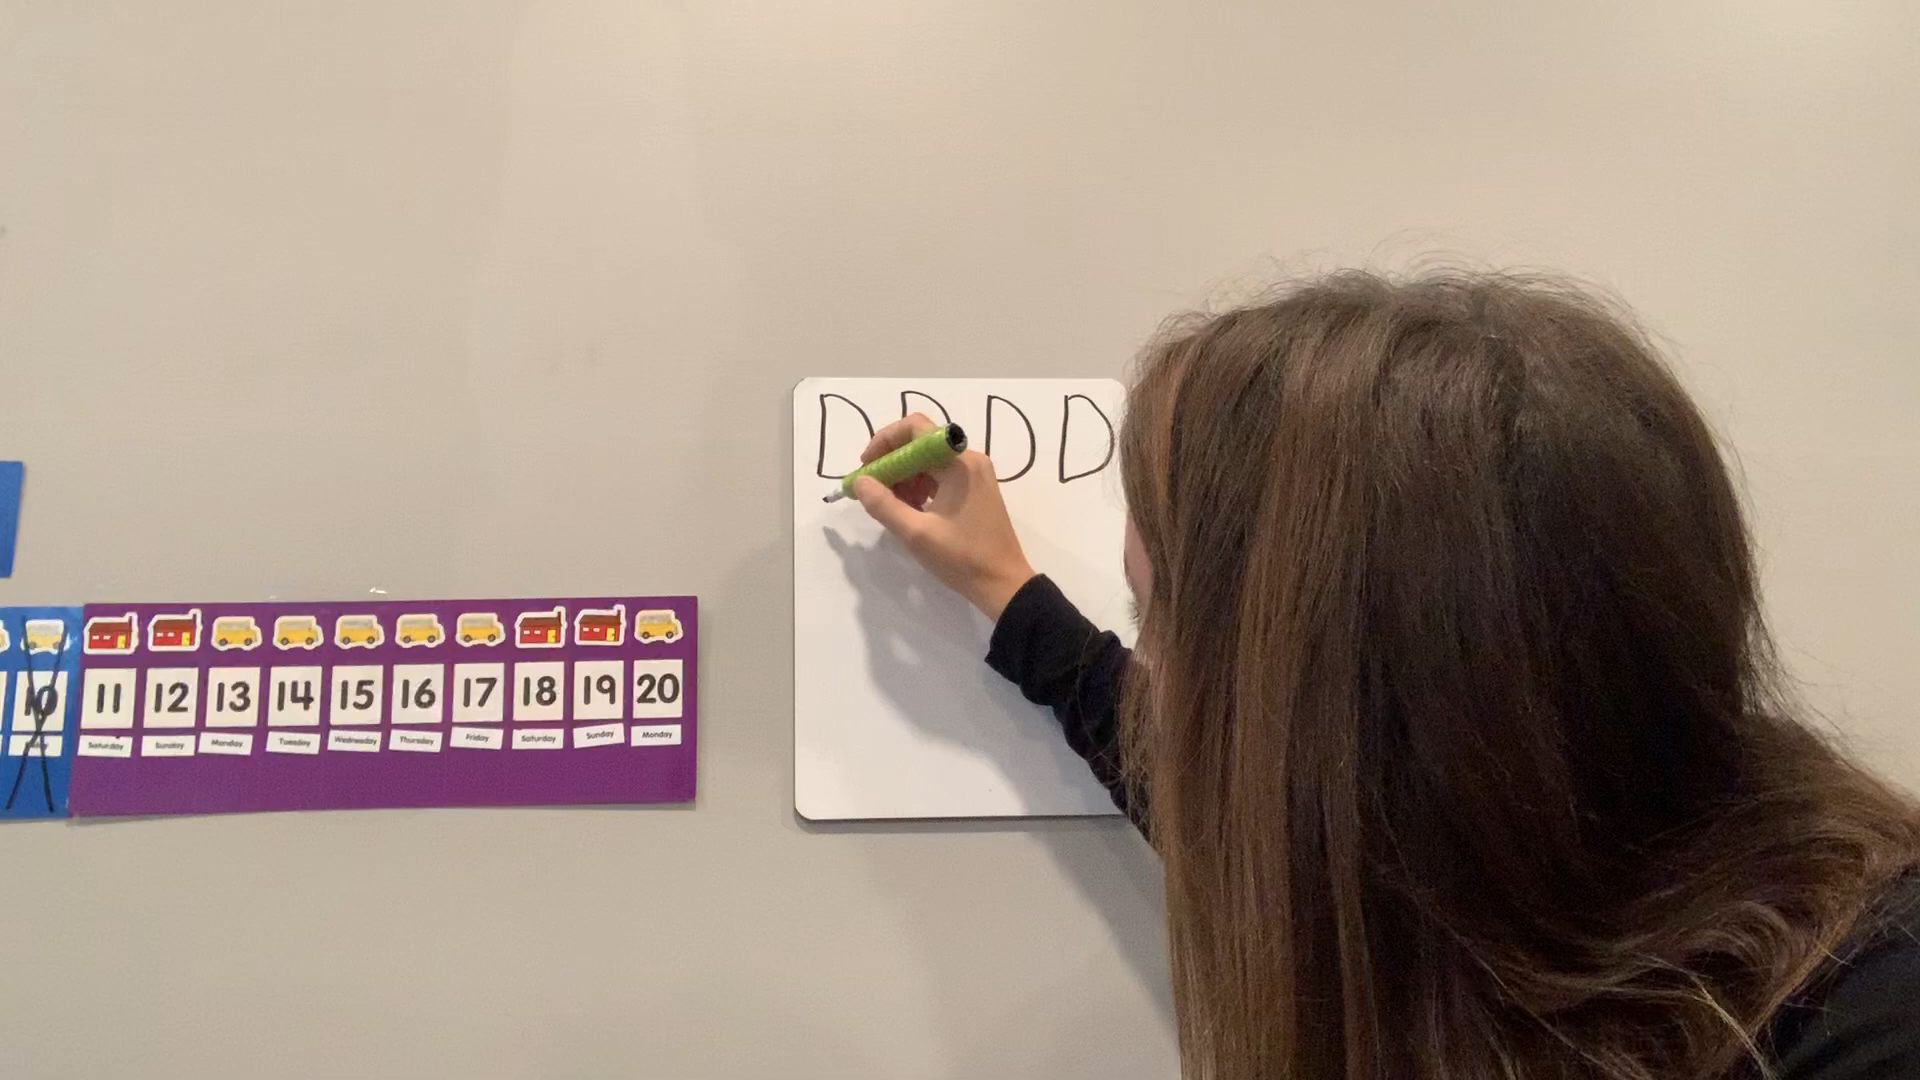 D D D D
10 11 12 13 14 15 16 17 18 19 20
Saturday Sunday Monday Tuesday Wednesday Thursday Friday Saturday Sunday Monday